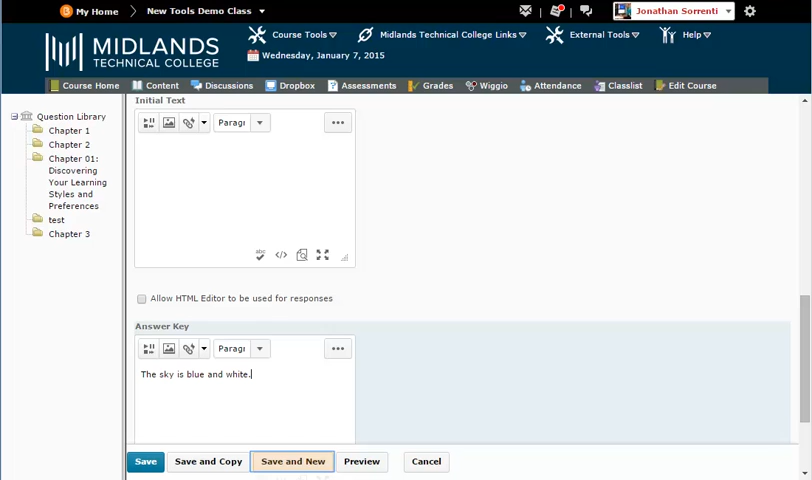 My Home New Tools Demo Class Jonathan Sorrenti
MIDLANDS
TECHNICAL COLLEGE
Course Tools Midlands Technical College Links External Tools Help
Wednesday, January 7, 2015
Course Home Content Discussions Dropbox Assessments Grades Wiggio Attendance Classlist Edit Course
Question Library
Chapter 1
Chapter 2
Chapter 01:
Discovering
Your Learning
Styles and
Preferences
test
Chapter 3
Initial Text
Paragr
Allow HTML Editor to be used for responses
Answer Key
Paragr
The sky is blue and white.
Save Save and Copy Save and New Preview Cancel